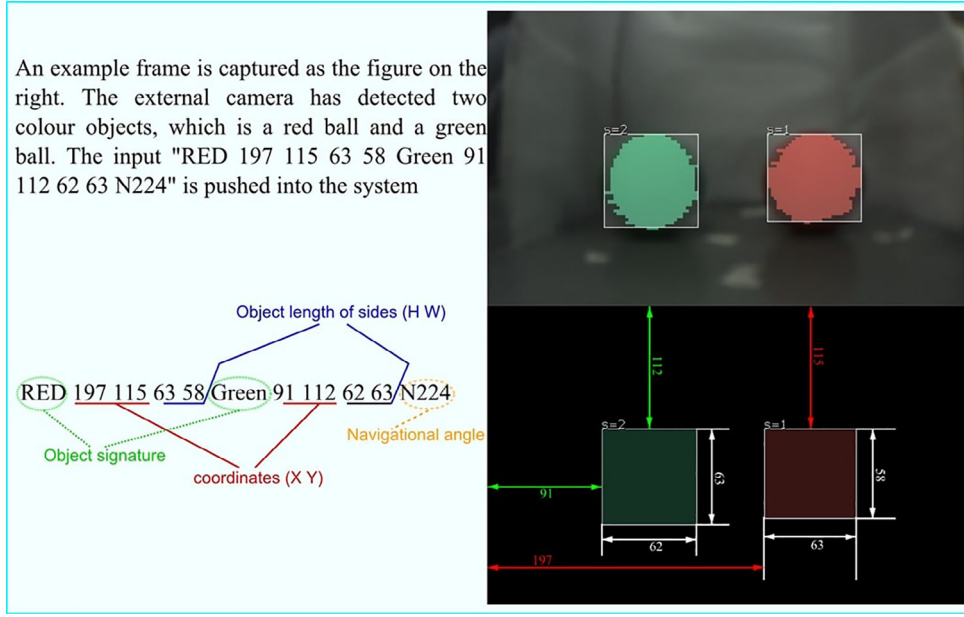 An example frame is captured as the figure on the
right. The external camera has detected two
colour objects, which is a red ball and a green
ball. The input "RED 197 115 63 58 Green 91
112 62 63 N224" is pushed into the system
Object length of sides (H W)
RED 197 115 63 58 Green 91 112 62 63 N224
Navigational angle
Object signature
coordinates (X Y)
s=2
s=1
112
115
s=2
s=1
63
58
91
62
63
197